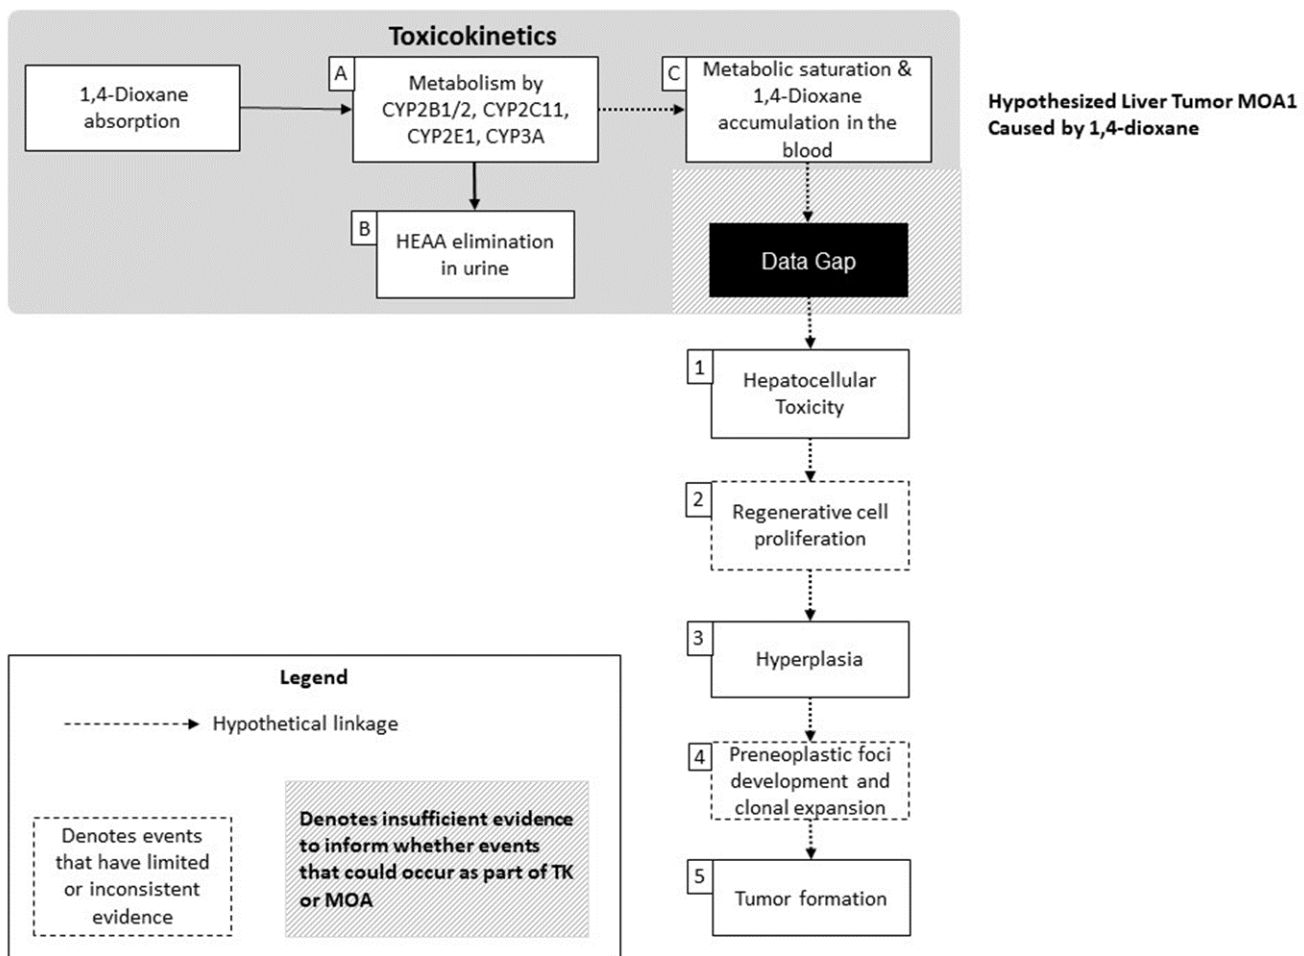 Toxicokinetics
1,4-Dioxane
absorption
A
Metabolism by
CYP2B1/2, CYP2C11,
CYP2E1, CYP3A
C
Metabolic saturation &
1,4-Dioxane
accumulation in the
blood
Hypothesized Liver Tumor MOA1
Caused by 1,4-dioxane
B
HEAA elimination
in urine
Data Gap
1
Hepatocellular
Toxicity
2
Regenerative cell
proliferation
3
Hyperplasia
4
Preneoplastic foci
development and
clonal expansion
5
Tumor formation
Legend
Hypothetical linkage
Denotes events
that have limited
or inconsistent
evidence
Denotes insufficient evidence
to inform whether events
that could occur as part of TK
or MOA